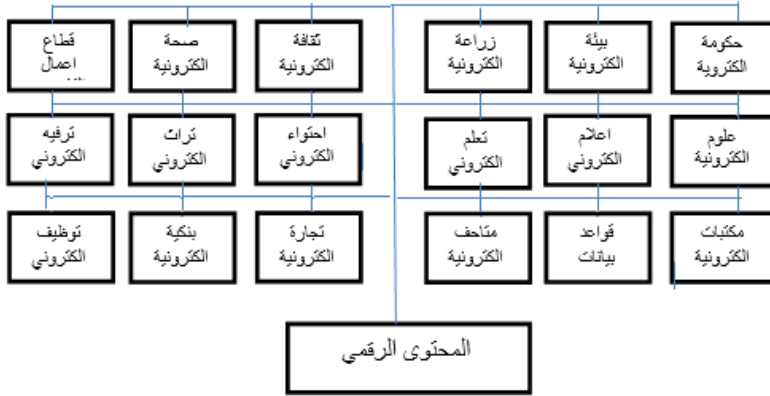 حكومة
الكتروية
بيئة
الكترونية
زراعة
الكترونية
ثقافة
الكترونية
صحة
الكترونية
قطاع
اعمال
علوم
الكترونية
اعلام
الكتروني
تعلم
الكتروني
احتواء
الكتروني
تراث
الكتروني
ترفيه
الكتروني
مكتبات
الكترونية
قواعد
بيانات
متاحف
الكترونية
تجارة
الكترونية
بنكية
الكترونية
توظيف
الكتروني
المحتوى الرقمي